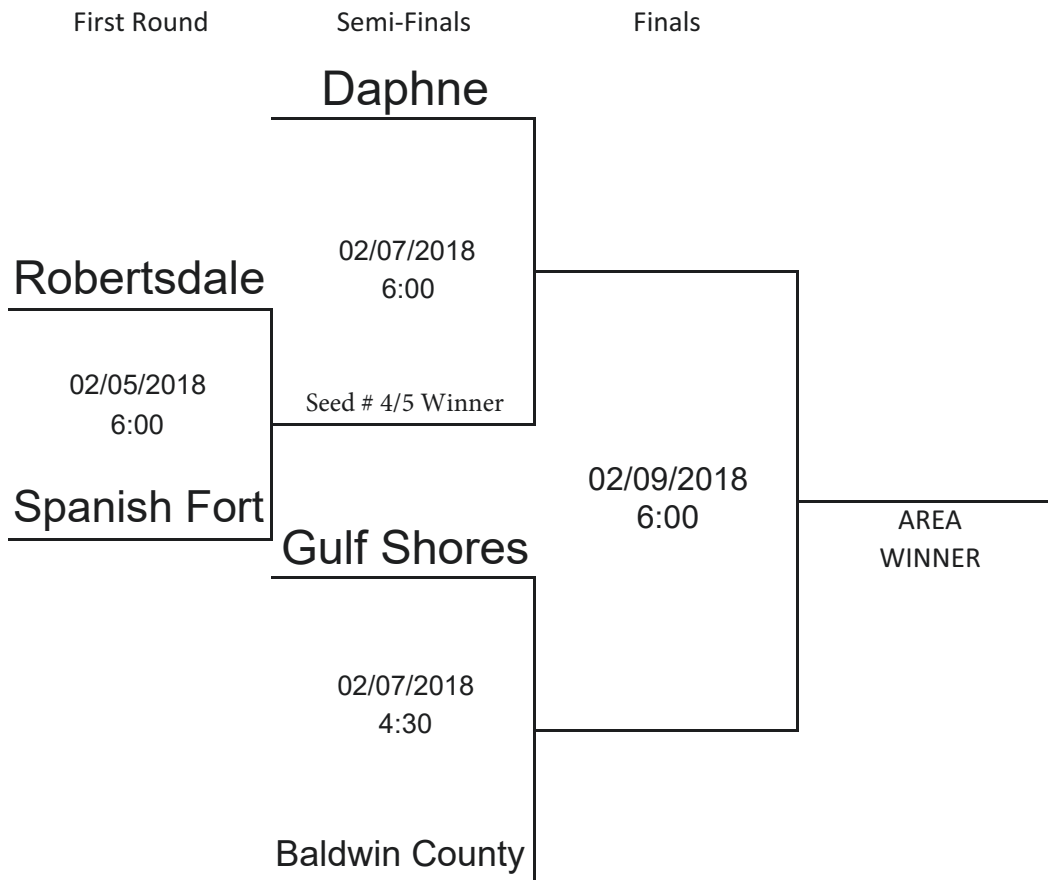 First Round Semi-Finals Finals
Daphne
02/07/2018
6:00
Robertsdale
02/05/2018
6:00
Seed # 4/5 Winner
Spanish Fort
Gulf Shores
02/09/2018
6:00
AREA
WINNER
02/07/2018
4:30
Baldwin County